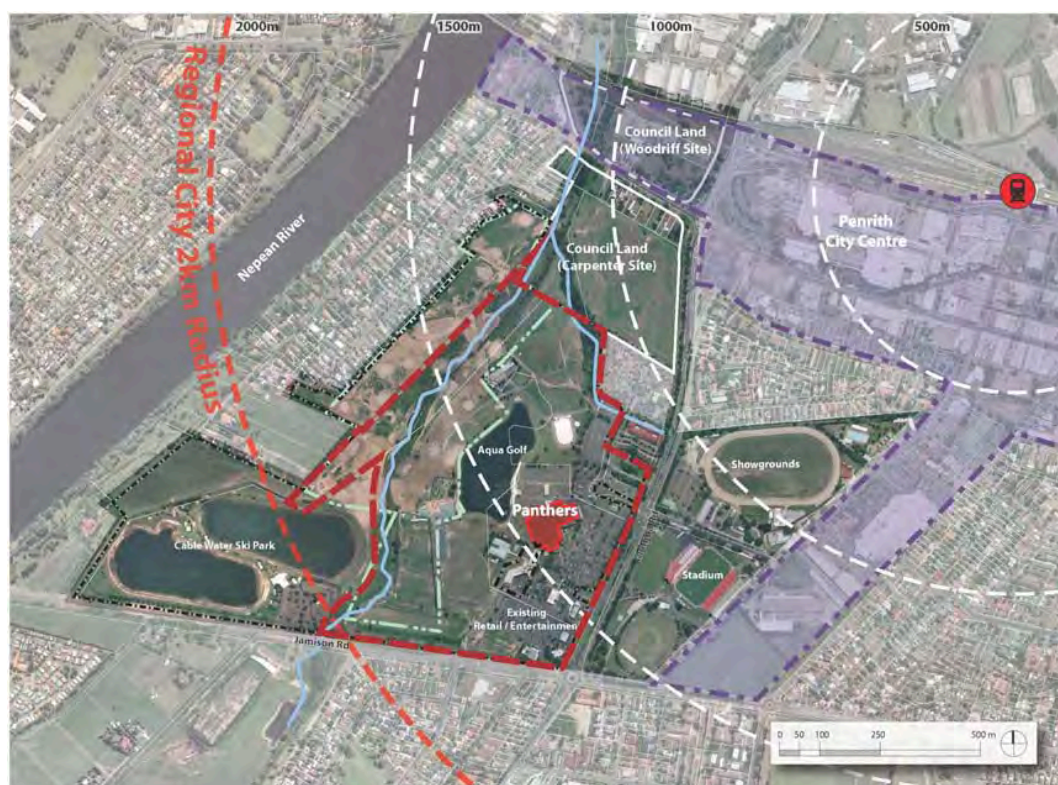 2000m
1500m
1000m
500m
Regional City 2km Radius
Nepean River
Council Land
(Woodriff Site)
Penrith
City Centre
Council Land
(Carpenter Site)
Aqua Golf
Showgrounds
Panthers
Cable Water Ski Park
Stadium
Existing
Retail / Entertainmen
Jamison Rd
0 50 100 250 500 m